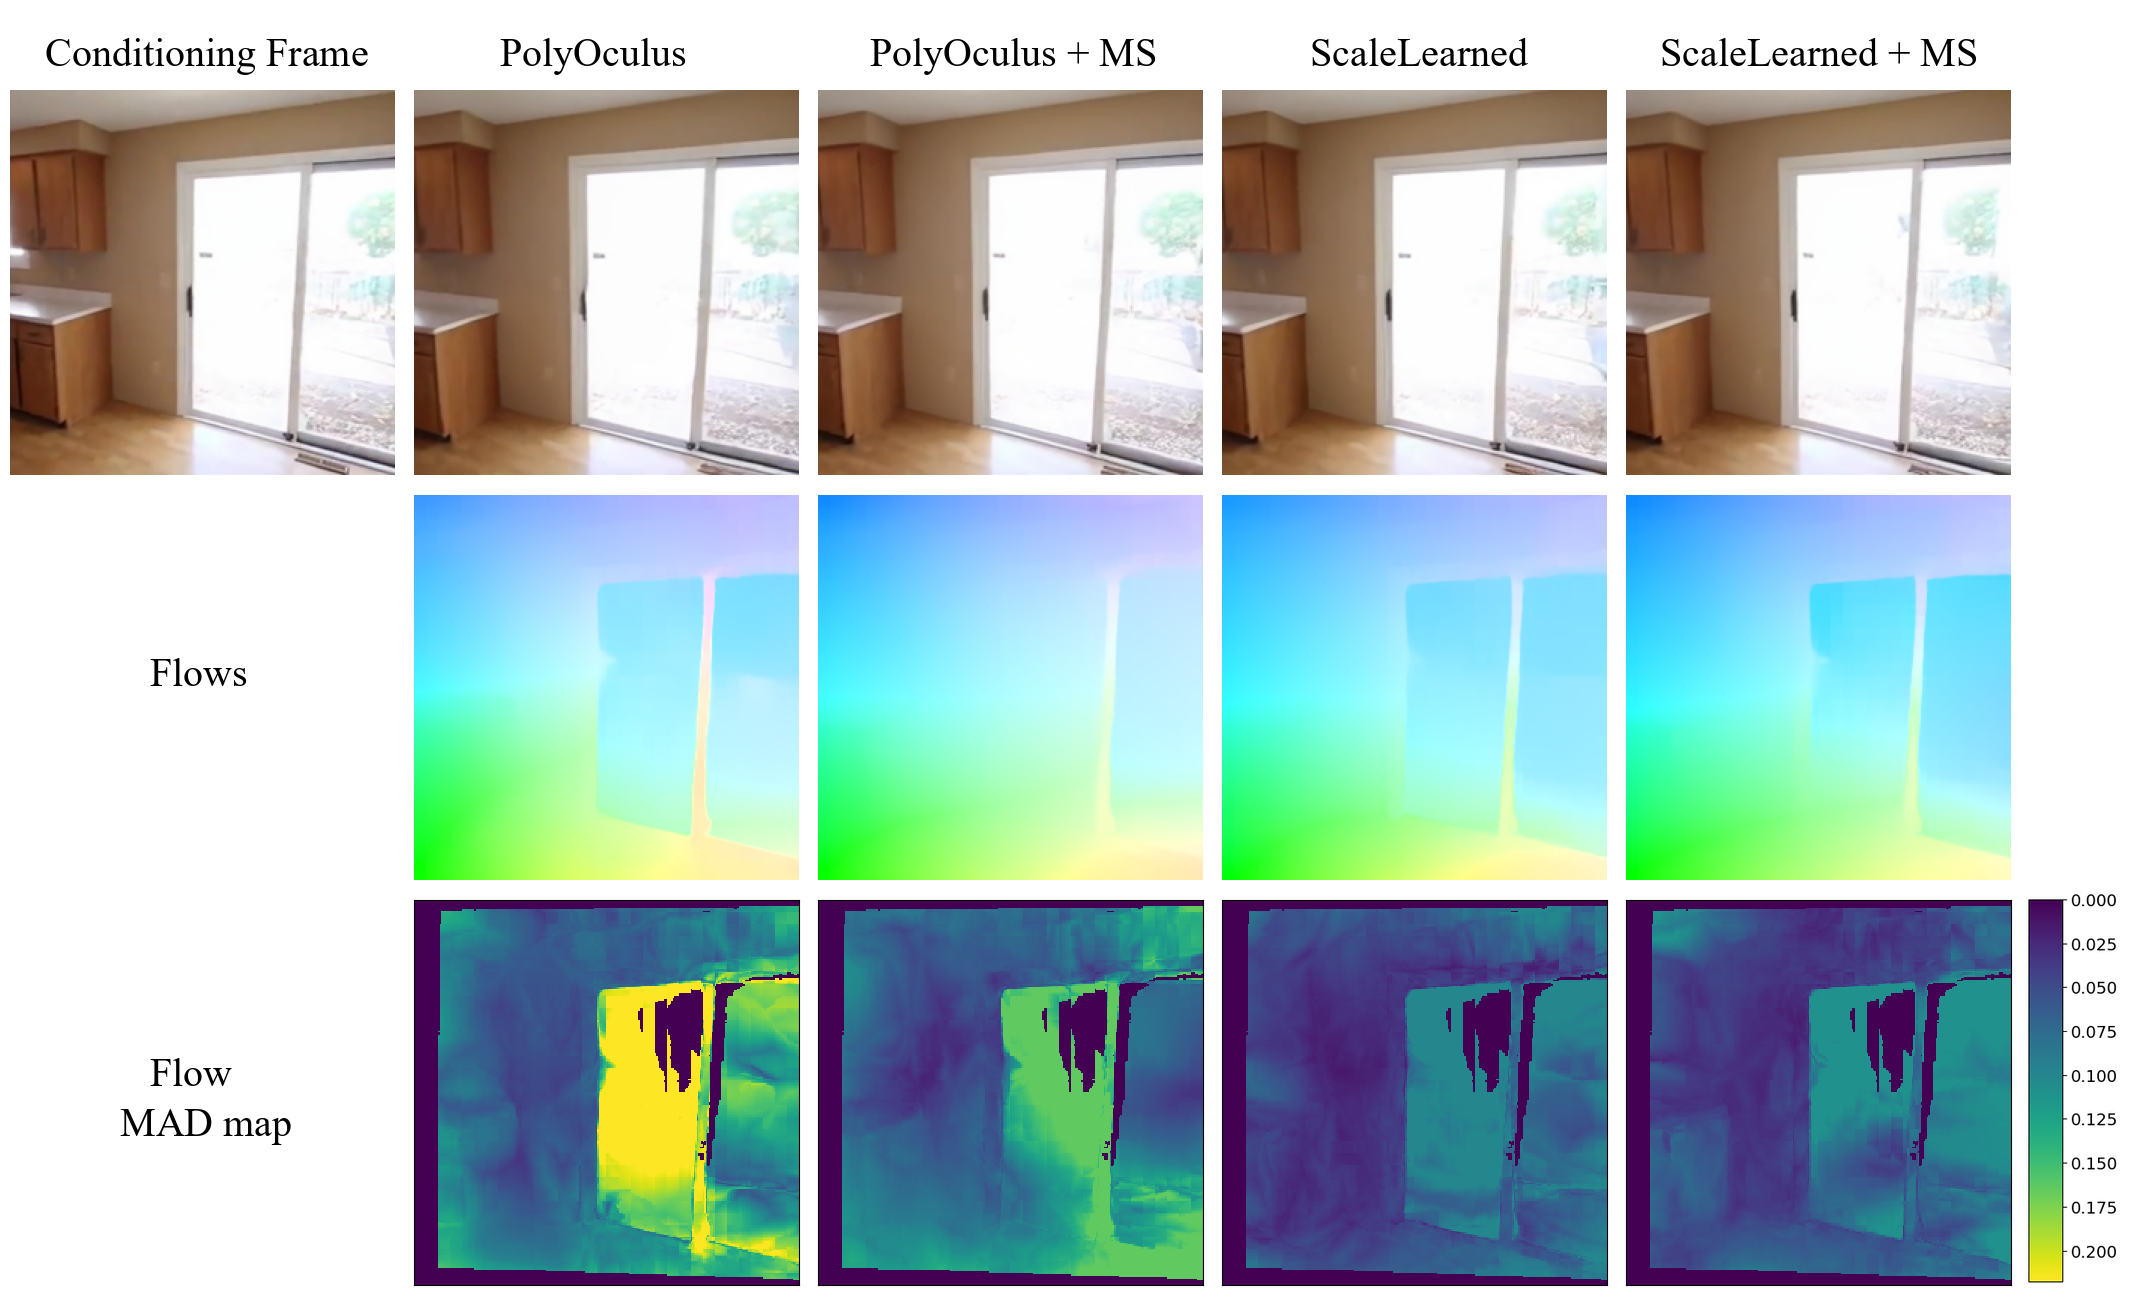 Conditioning Frame
PolyOculus
PolyOculus + MS
ScaleLearned
ScaleLearned + MS
Flows
Flow
MAD map
0.000
0.025
0.050
0.075
0.100
0.125
0.150
0.175
0.200